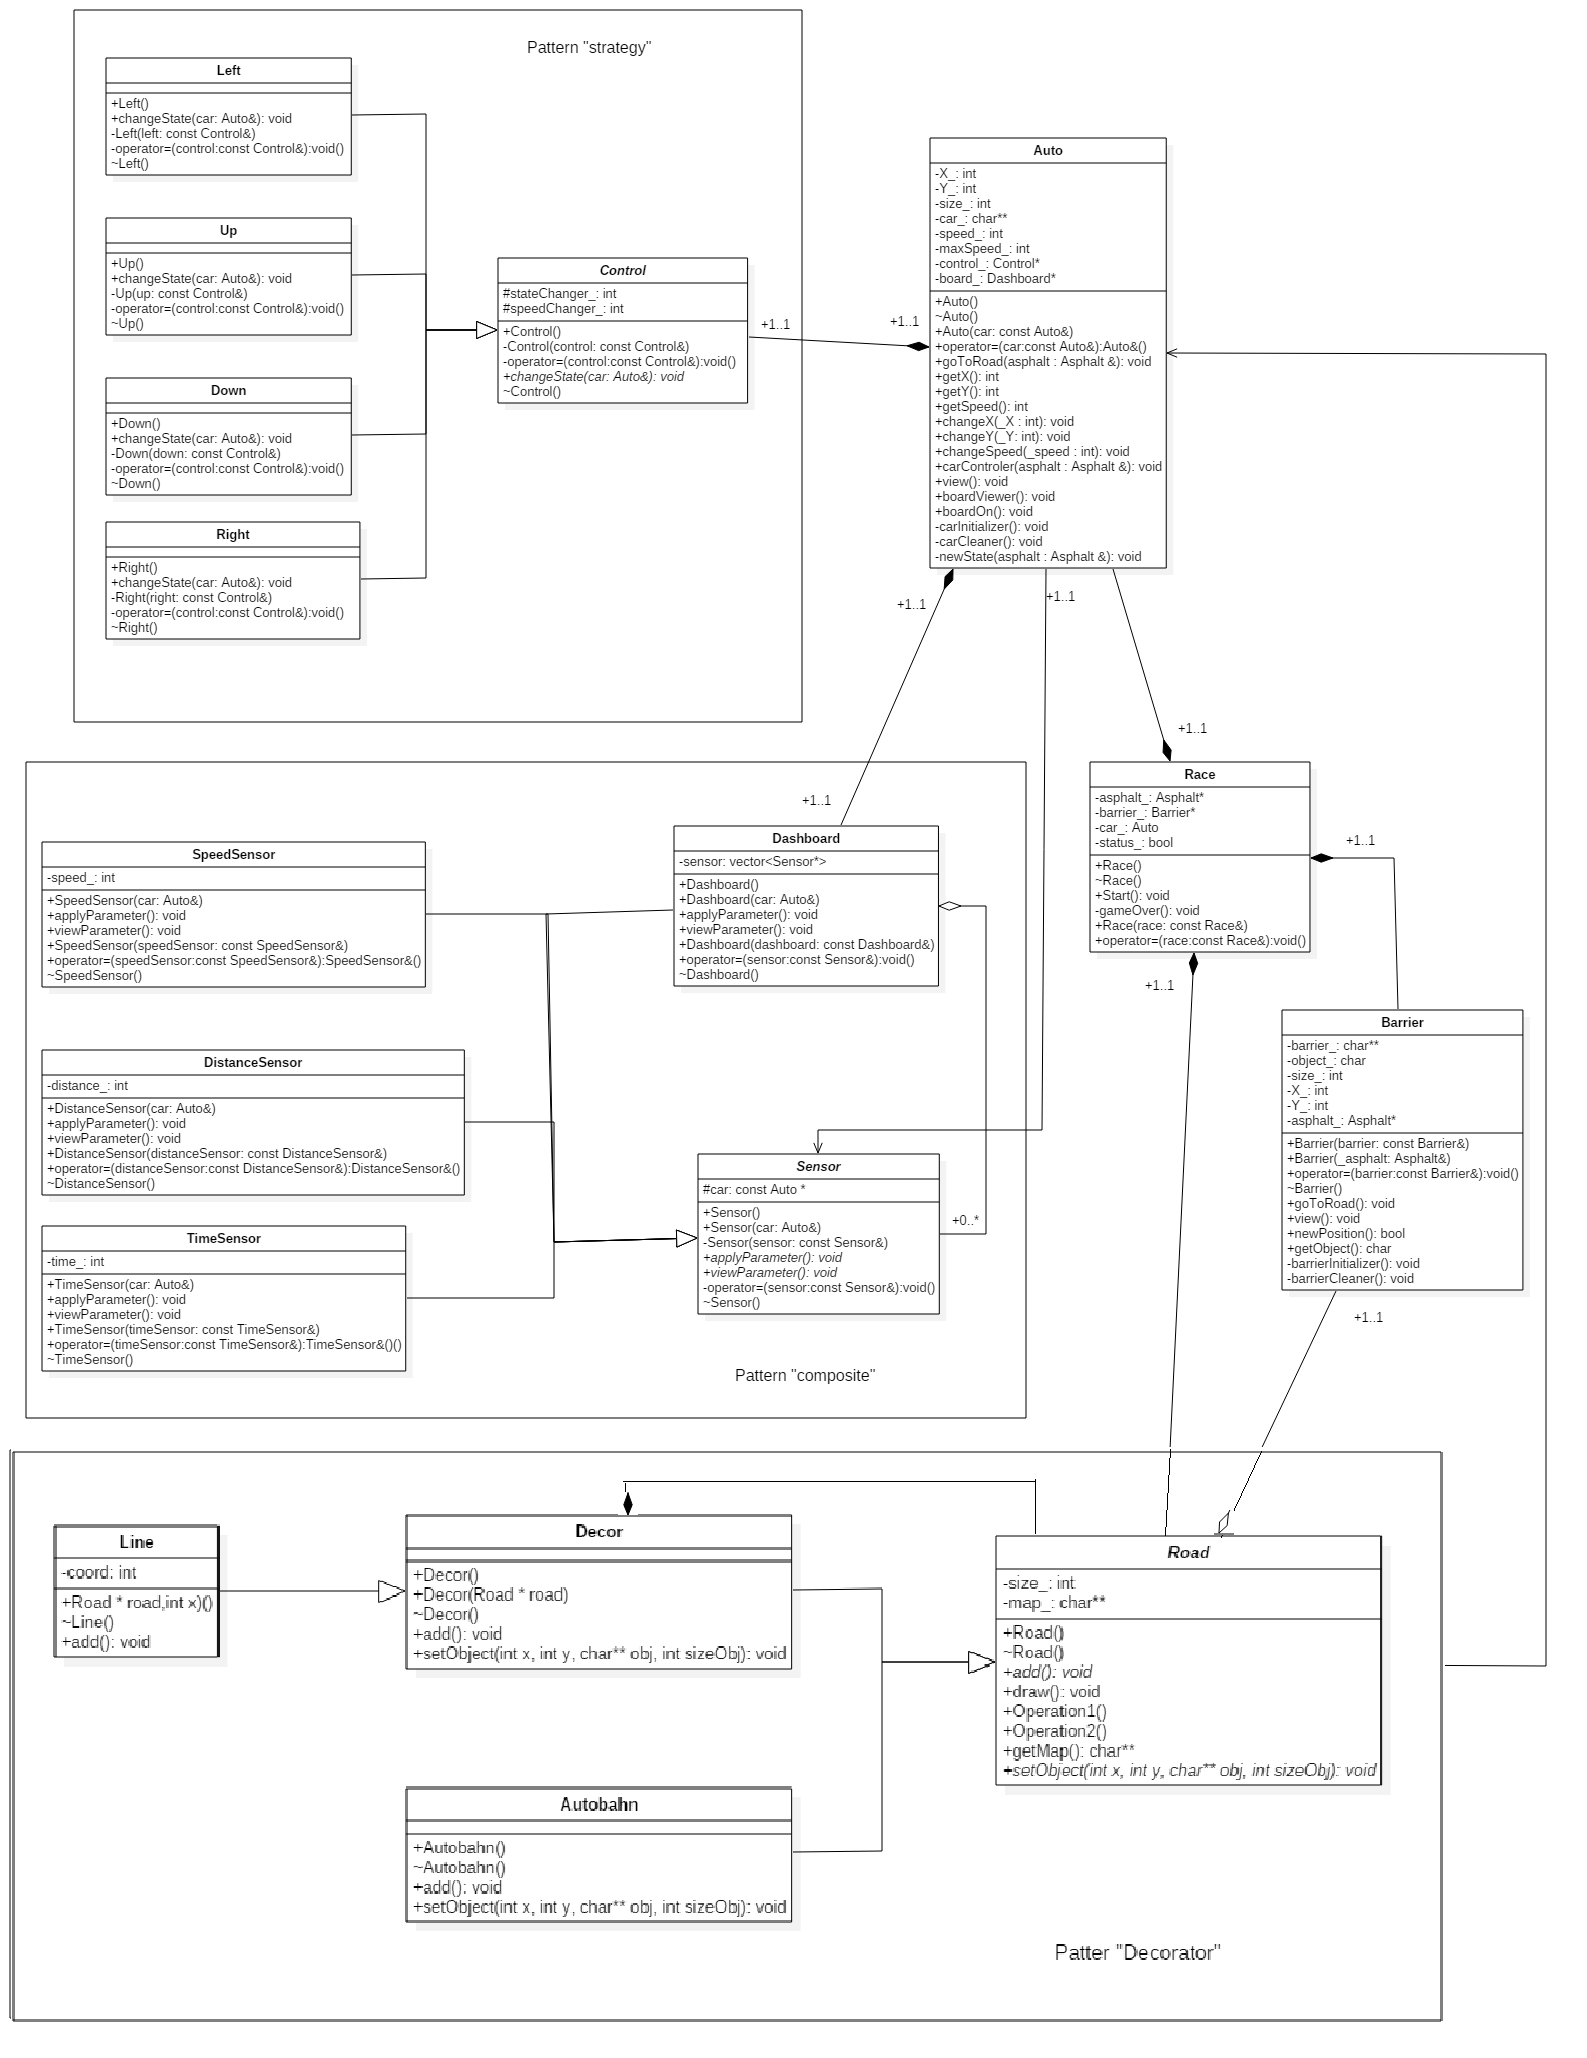 Pattern "strategy"
Left
+Left()
+changeState(car: Auto&): void
-Left(left: const Control&)
-operator=(control:const Control&):void()
~Left()
Up
+Up()
+changeState(car: Auto&): void
-Up(up: const Control&)
-operator=(control:const Control&):void()
~Up()
Down
+Down()
+changeState(car: Auto&): void
-Down(down: const Control&)
-operator=(control:const Control&):void()
~Down()
Right
+Right()
+changeState(car: Auto&): void
-Right(right: const Control&)
-operator=(control:const Control&):void()
~Right()
Control
#stateChanger_: int
#speedChanger_: int
+Control()
-Control(control: const Control&)
-operator=(control:const Control&):void()
+changeState(car: Auto&): void
~Control()
+1..1
+1..1
Auto
-X_: int
-Y_: int
-size_: int
-car_: char**
-speed_: int
-maxSpeed_: int
-control_: Control*
-board_: Dashboard*
+Auto()
~Auto()
+Auto(car: const Auto&)
+operator=(car:const Auto&):Auto&()
+goToRoad(asphalt : Asphalt &): void
+getX(): int
+getY(): int
+getSpeed(): int
+changeX(_X : int): void
+changeY(_Y: int): void
+changeSpeed(_speed : int): void
+carControler(asphalt : Asphalt &): void
+view(): void
+boardViewer(): void
+boardOn(): void
-carInitializer(): void
-carCleaner(): void
-newState(asphalt : Asphalt &): void
+1..1
+1..1
+1..1
+1..1
Race
-asphalt_: Asphalt*
-barrier_: Barrier*
-car_: Auto
-status_: bool
+Race()
~Race()
+Start(): void
-gameOver(): void
+Race(race: const Race&)
+operator=(race:const Race&):void()
+1..1
+1..1
SpeedSensor
-speed_: int
+SpeedSensor(car: Auto&)
+applyParameter(): void
+viewParameter(): void
+SpeedSensor(speedSensor: const SpeedSensor&)
+operator=(speedSensor:const SpeedSensor&):SpeedSensor&()
~SpeedSensor()
Dashboard
-sensor: vector<Sensor*>
+Dashboard()
+Dashboard(car: Auto&)
+applyParameter(): void
+viewParameter(): void
+Dashboard(dashboard: const Dashboard&)
+operator=(sensor:const Sensor&):void()
~Dashboard()
DistanceSensor
-distance_: int
+DistanceSensor(car: Auto&)
+applyParameter(): void
+viewParameter(): void
+DistanceSensor(distanceSensor: const DistanceSensor&)
+operator=(distanceSensor:const DistanceSensor&):DistanceSensor&()
~DistanceSensor()
TimeSensor
-time_: int
+TimeSensor(car: Auto&)
+applyParameter(): void
+viewParameter(): void
+TimeSensor(timeSensor: const TimeSensor&)
+operator=(timeSensor:const TimeSensor&):TimeSensor&()()
~TimeSensor()
Sensor
#car: const Auto *
+Sensor()
+Sensor(car: Auto&)
-Sensor(sensor: const Sensor&)
+applyParameter(): void
+viewParameter(): void
-operator=(sensor:const Sensor&):void()
~Sensor()
+0..*
Pattern "composite"
Barrier
-barrier_: char**
-object_: char
-size_: int
-X_: int
-Y_: int
-asphalt_: Asphalt*
+Barrier(barrier: const Barrier&)
+Barrier(_asphalt: Asphalt&)
+operator=(barrier:const Barrier&):void()
~Barrier()
+goToRoad(): void
+view(): void
+newPosition(): bool
+getObject(): char
-barrierInitializer(): void
-barrierCleaner(): void
+1..1
Line
-coord: int
+Road * road,int x)()
~Line()
+add(): void
Decor
+Decor()
+Decor(Road * road)
~Decor()
+add(): void
+setObject(int x, int y, char** obj, int sizeObj): void
Autobahn
+Autobahn()
~Autobahn()
+add(): void
+setObject(int x, int y, char** obj, int sizeObj): void
Road
-size_: int
-map_: char**
+Road()
~Road()
+add(): void
+draw(): void
+Operation1()
+Operation2()
+getMap(): char**
+setObject(int x, int y, char** obj, int sizeObj): void
Patter "Decorator"